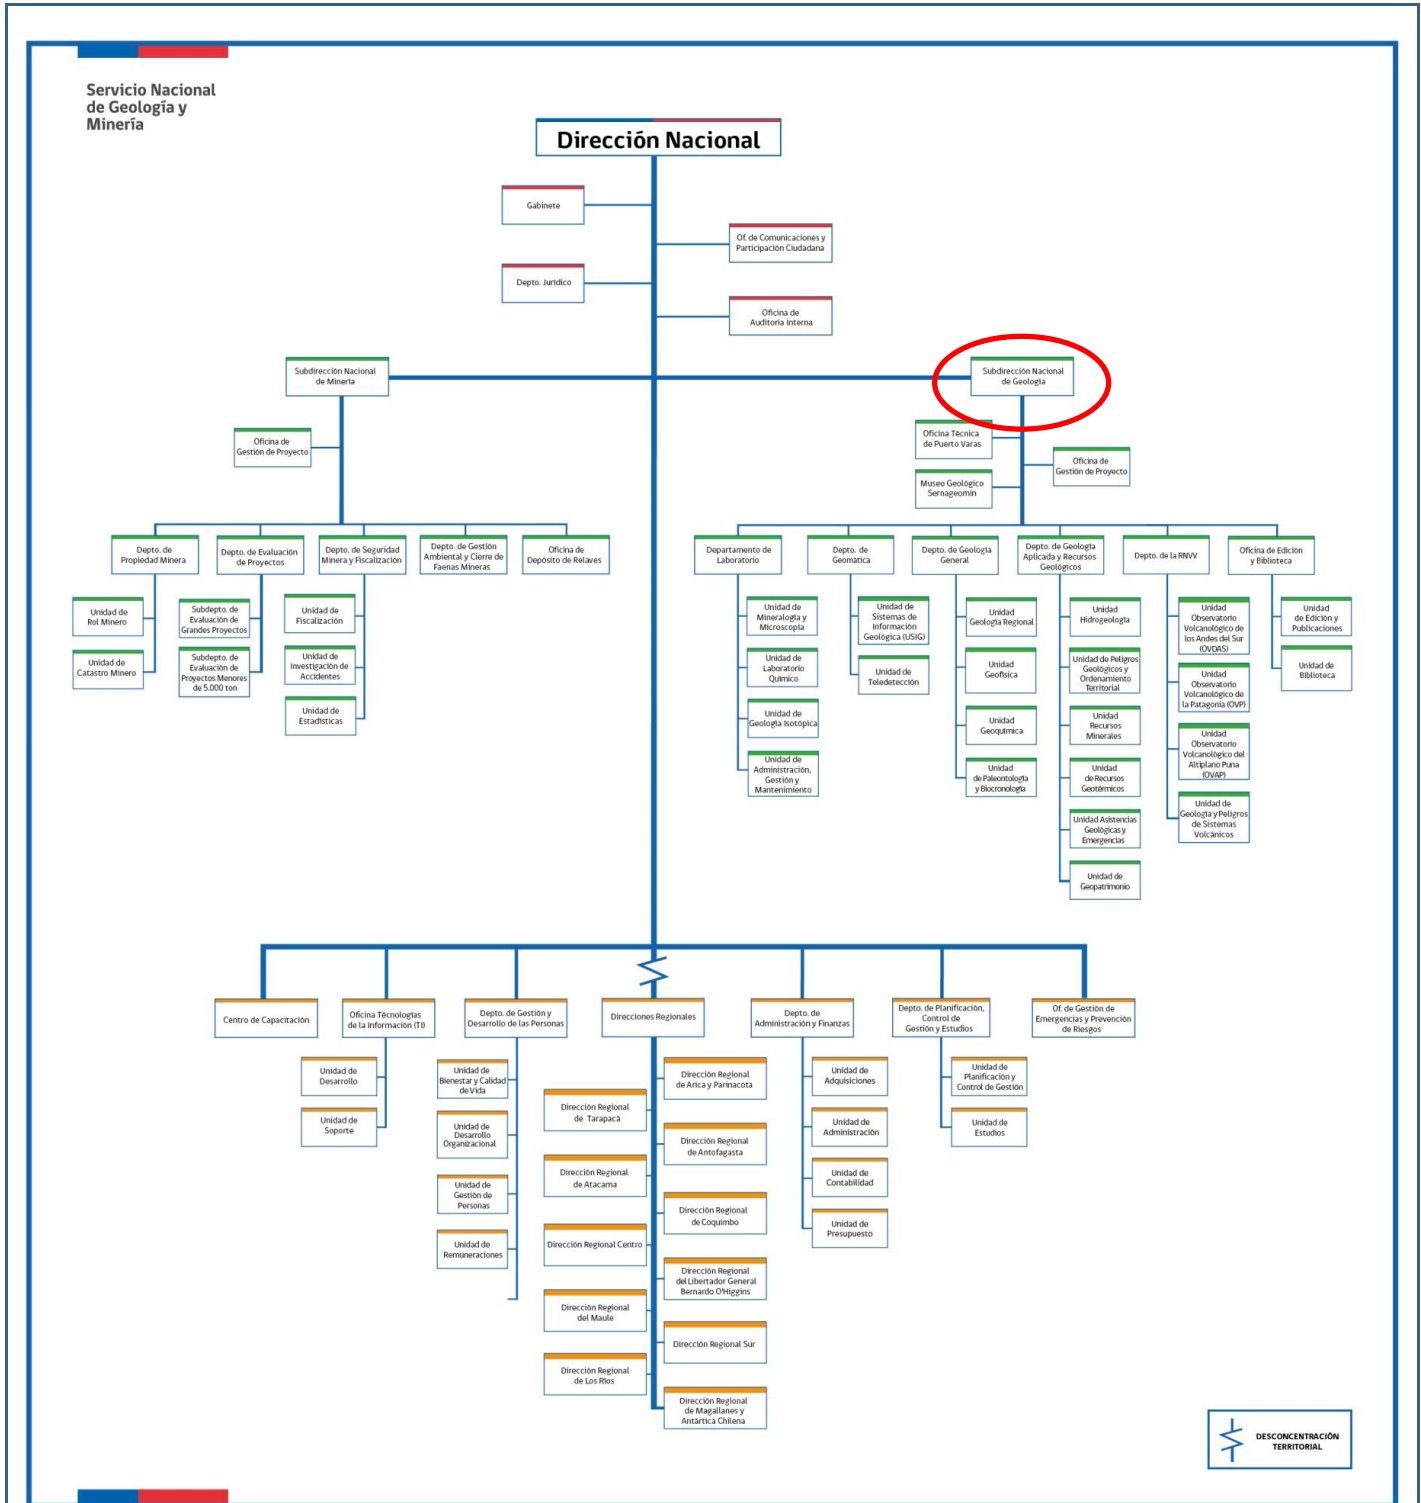 Servicio Nacional
de Geología y
Minería
Dirección Nacional
Gabinete
Of. de Comunicaciones y
Participación Ciudadana
Depto. Jurídico
Oficina de
Auditoría Interna
Subdirección Nacional
de Minería
Subdirección Nacional
de Geología
Oficina de
Gestión de Proyecto
Oficina Técnica
de Puerto Varas
Oficina de
Gestión de Proyecto
Museo Geológico
Sernageomin
Depto. de
Propiedad Minera
Depto. de Evaluación
de Proyectos
Depto. de Seguridad
Minera y Fiscalización
Depto. de Gestión
Ambiental y Cierre de
Faenas Mineras
Oficina de
Depósito de Relaves
Unidad de
Rol Minero
Unidad de
Catastro Minero
Subdepto. de
Evaluación de
Grandes Proyectos
Subdepto. de
Evaluación de
Proyectos Menores
de 5.000 ton
Unidad de
Fiscalización
Unidad de
Investigación de
Accidentes
Unidad de
Estadísticas
Departamento de
Laboratorio
Depto. de
Geomática
Depto. de Geología
General
Depto. de Geología
Aplicada y Recursos
Geológicos
Depto. de la RNVV
Oficina de Edición
y Biblioteca
Unidad de
Mineralogía y
Microscopía
Unidad de
Laboratorio
Químico
Unidad de
Geología Isotópica
Unidad de
Administración,
Gestión y
Mantenimiento
Unidad de
Sistemas de
Información
Geológica (USIG)
Unidad de
Teledetección
Unidad
Geología Regional
Unidad
Geofísica
Unidad
Geoquímica
Unidad
de Paleontología
y Biocronología
Unidad
Hidrogeología
Unidad de Peligros
Geológicos y
Ordenamiento
Territorial
Unidad
Recursos
Minerales
Unidad
de Recursos
Geotérmicos
Unidad Asistencias
Geológicas y
Emergencias
Unidad de
Geopatrimonio
Unidad
Observatorio
Volcanológico de
los Andes del Sur
(OVDAS)
Unidad
Observatorio
Volcanológico de
la Patagonia (OVP)
Unidad
Observatorio
Volcanológico del
Altiplano Puna
(OVAP)
Unidad de
Geología y Peligros
de Sistemas
Volcánicos
Unidad
de Edición y
Publicaciones
Unidad de
Biblioteca
Centro de Capacitación
Oficina Técnologías
de la Información (TI)
Depto. de Gestión y
Desarrollo de las Personas
Direcciones Regionales
Depto. de
Administración y Finanzas
Depto. de Planificación,
Control de
Gestión y Estudios
Of. de Gestión de
Emergencias y Prevención
de Riesgos
Unidad de
Desarrollo
Unidad de
Soporte
Unidad de
Bienestar y Calidad
de Vida
Unidad de
Desarrollo
Organizacional
Unidad de
Gestión de
Personas
Unidad de
Remuneraciones
Dirección Regional
de Arica y Parinacota
Dirección Regional
de Tarapacá
Dirección Regional
de Antofagasta
Dirección Regional
de Atacama
Dirección Regional
de Coquimbo
Dirección Regional Centro
Dirección Regional
del Libertador General
Bernardo O'Higgins
Dirección Regional
del Maule
Dirección Regional Sur
Dirección Regional
de Los Ríos
Dirección Regional
de Magallanes y
Antártica Chilena
Unidad de
Adquisiciones
Unidad de
Administración
Unidad de
Contabilidad
Unidad de
Presupuesto
Unidad de
Planificación y
Control de Gestión
Unidad de
Estudios
DESCONCENTRACIÓN
TERRITORIAL